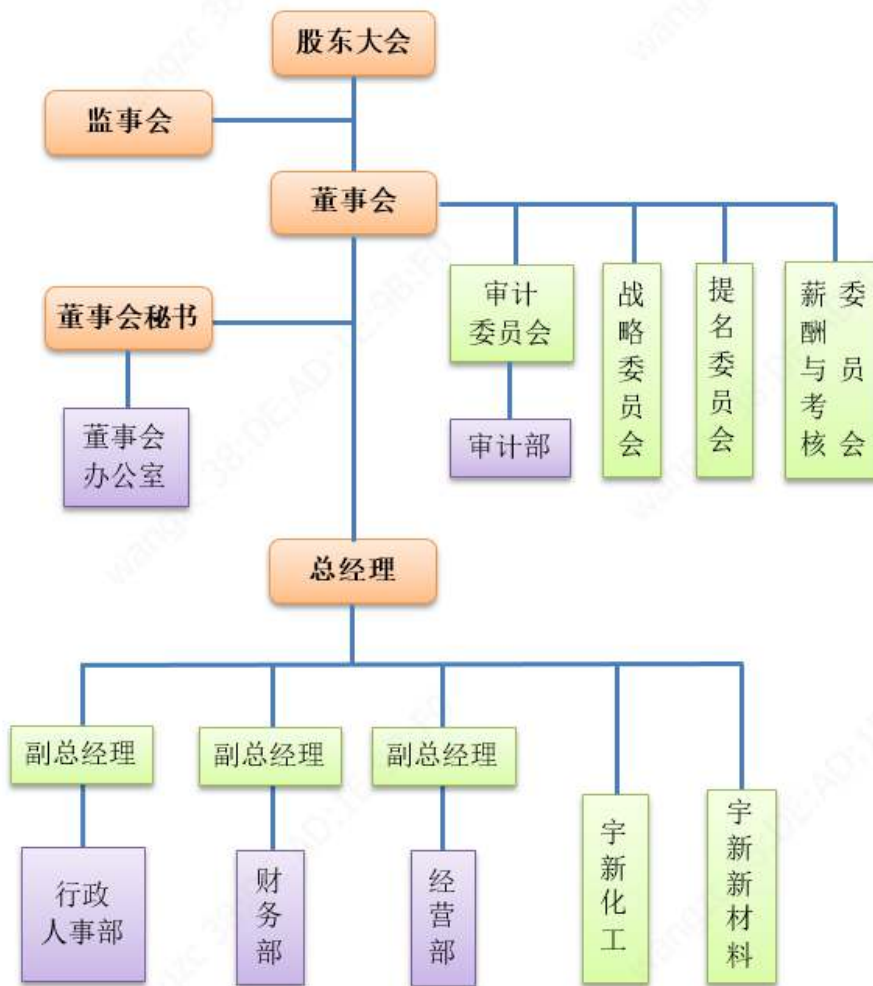 股东大会
监事会
董事会
董事会秘书
审计
委员会
战略委员会
提名委员会
薪酬与考核
委员会
董事会
办公室
审计部
总经理
副总经理
副总经理
副总经理
行政
人事部
财务部
经营部
宇新化工
宇新新材料